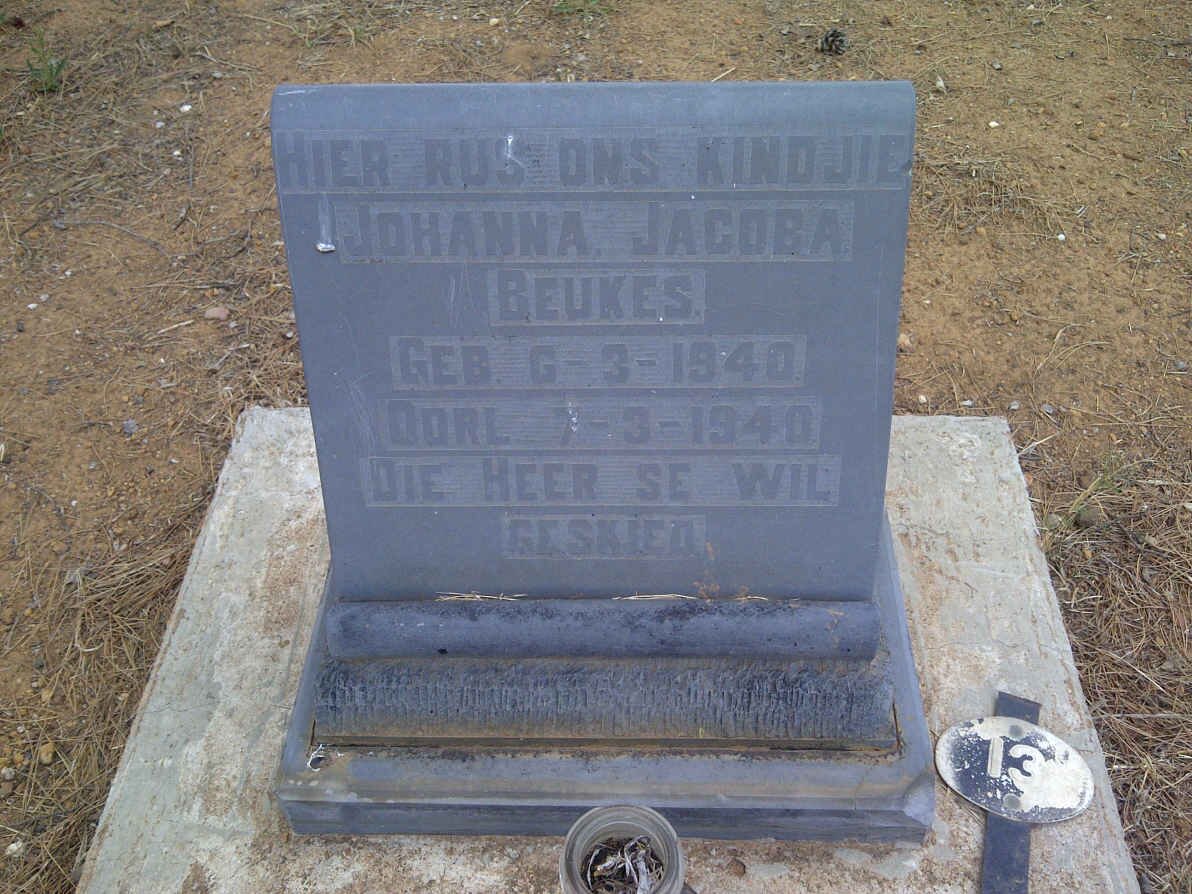 HIER RUS ONS KINDJIE
JOHANNA JACOBA
BEUKES.
GEB. 6-3-1940
OORL 7-3-1940
DIE HEER SE WIL
GESKIED
13